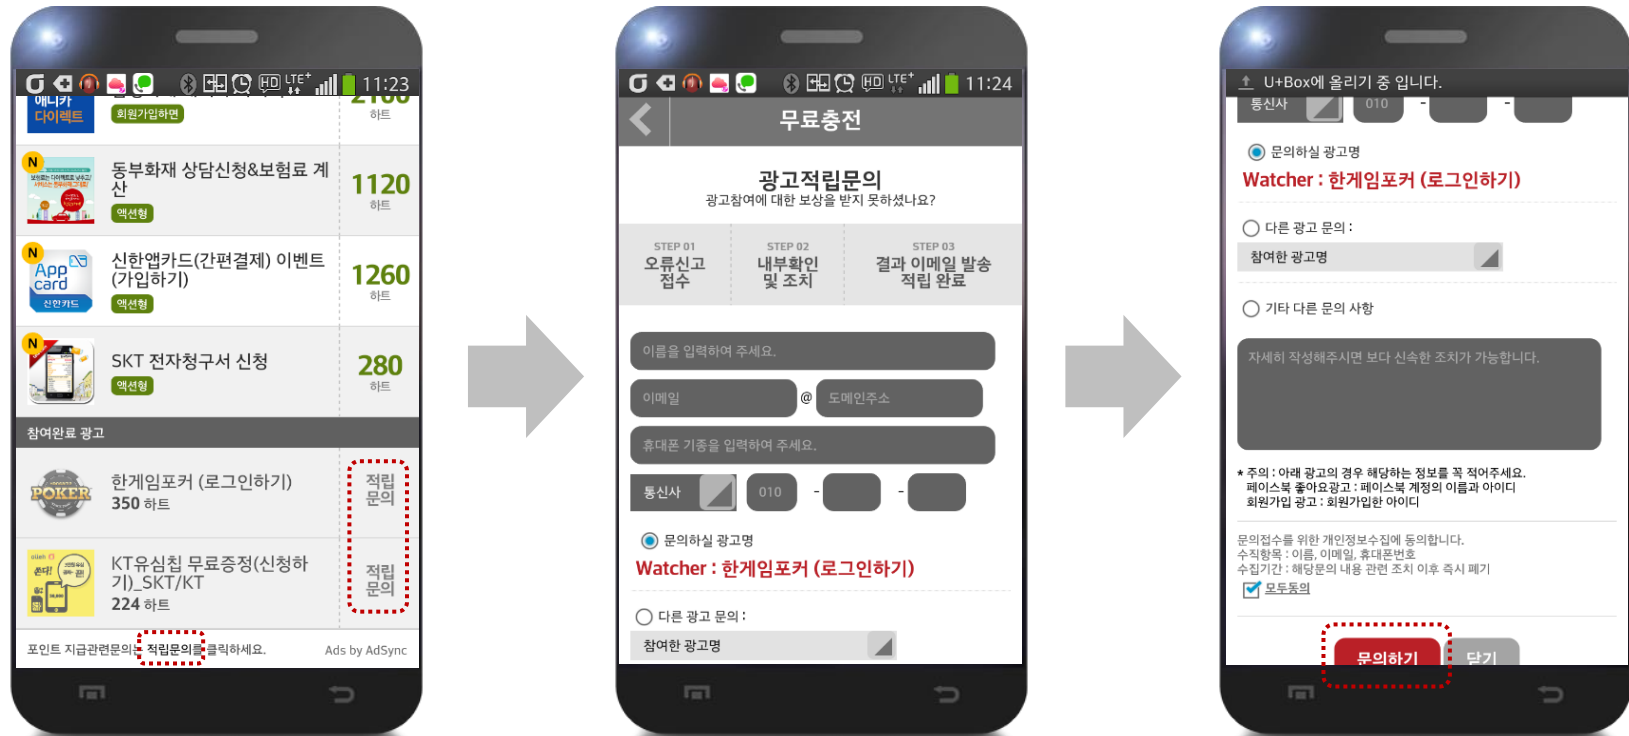 11:23
애니카
다이렉트
회원가입하면
2100
하트
N
동부화재 상담신청&보험료 계
산
액션형
1120
하트
N
App
card
신한카드
신한앱카드(간편결제) 이벤트
(가입하기)
액션형
1260
하트
N
SKT 전자청구서 신청
액션형
280
하트
참여완료 광고
POKER
한게임포커 (로그인하기)
350 하트
적립
문의
olleh
쏜다!
KT유심칩 무료증정(신청하
기)_SKT/KT
224 하트
적립
문의
포인트 지급관련문의는 적립문의를 클릭하세요.
Ads by AdSync
HD LTE+ 11:24
무료충전
광고적립문의
광고참여에 대한 보상을 받지 못하셨나요?
STEP 01
오류신고
접수
STEP 02
내부확인
및 조치
STEP 03
결과 이메일 발송
적립 완료
이름을 입력하여 주세요.
이메일 @ 도메인주소
휴대폰 기종을 입력하여 주세요.
통신사 010 - -
문의하실 광고명
Watcher : 한게임포커 (로그인하기)
다른 광고 문의 :
참여한 광고명
U+Box에 올리기 중 입니다.
통신사 010 - -
문의하실 광고명
Watcher : 한게임포커 (로그인하기)
다른 광고 문의 :
참여한 광고명
기타 다른 문의 사항
자세히 작성해주시면 보다 신속한 조치가 가능합니다.
* 주의 : 아래 광고의 경우 해당하는 정보를 꼭 적어주세요.
페이스북 좋아요광고 : 페이스북 계정의 이름과 아이디
회원가입 광고 : 회원가입한 아이디
문의접수를 위한 개인정보수집에 동의합니다.
수직항목 : 이름, 이메일, 휴대폰번호
수집기간 : 해당문의 내용 관련 조치 이후 즉시 폐기
모두동의
문의하기
닫기